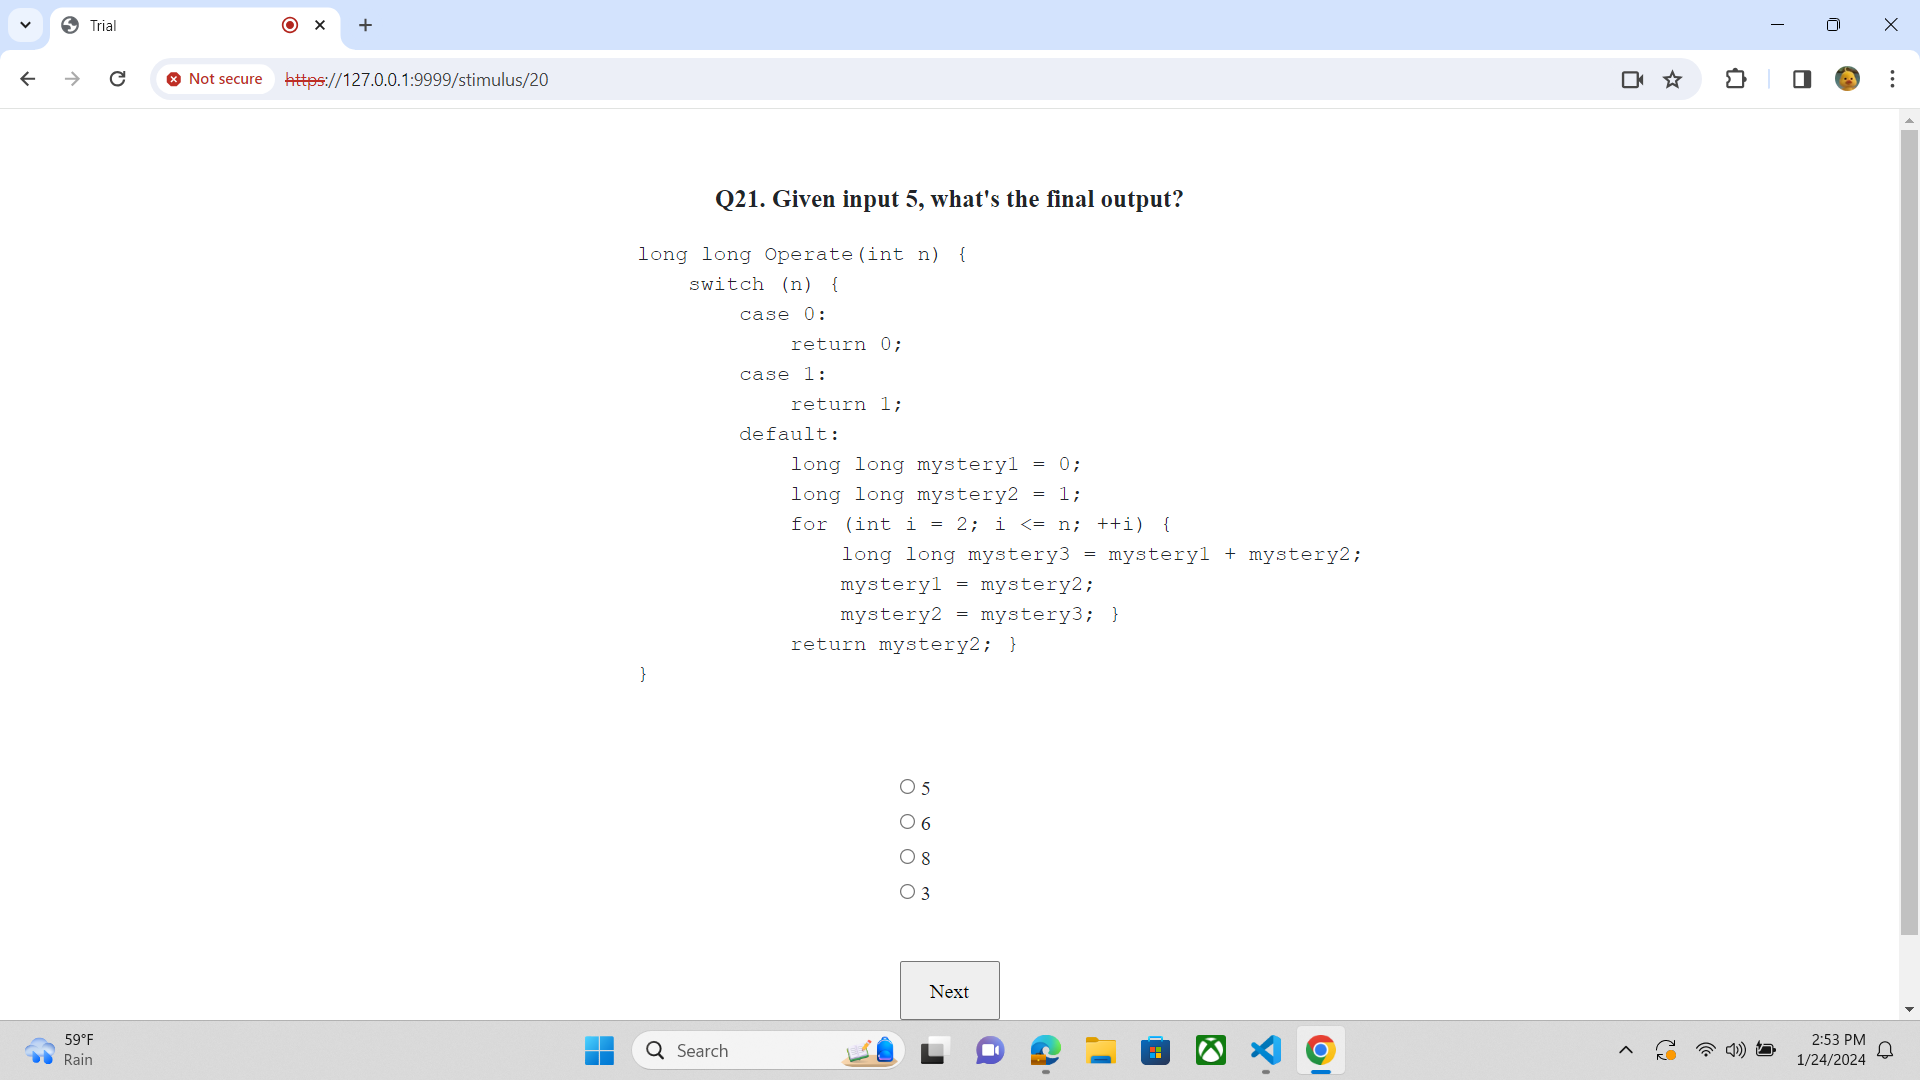 Trial
Not secure https://127.0.0.1:9999/stimulus/20
Q21. Given input 5, what's the final output?
long long Operate(int n) {
    switch (n) {
        case 0:
            return 0;
        case 1:
            return 1;
        default:
            long long mystery1 = 0;
            long long mystery2 = 1;
            for (int i = 2; i <= n; ++i) {
                long long mystery3 = mystery1 + mystery2;
                mystery1 = mystery2;
                mystery2 = mystery3; }
            return mystery2; }
}
5
6
8
3
Next
59°F
Rain
Search
2:53 PM
1/24/2024